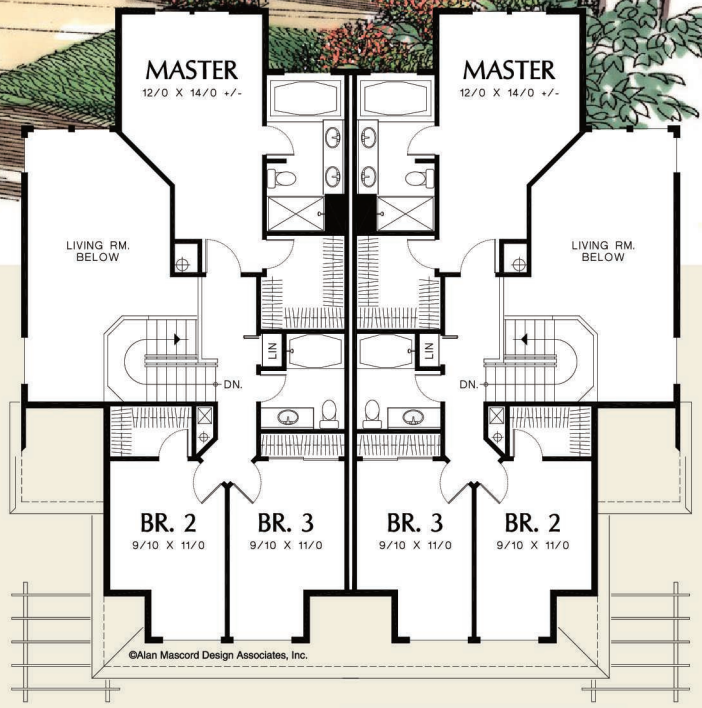 MASTER
12/0 X 14/0 +/-
MASTER
12/0 X 14/0 +/-
LIVING RM.
BELOW
LIVING RM.
BELOW
LIN
LIN
DN.
DN.
BR. 2
9/10 X 11/0
BR. 3
9/10 X 11/0
BR. 3
9/10 X 11/0
BR. 2
9/10 X 11/0
©Alan Mascord Design Associates, Inc.